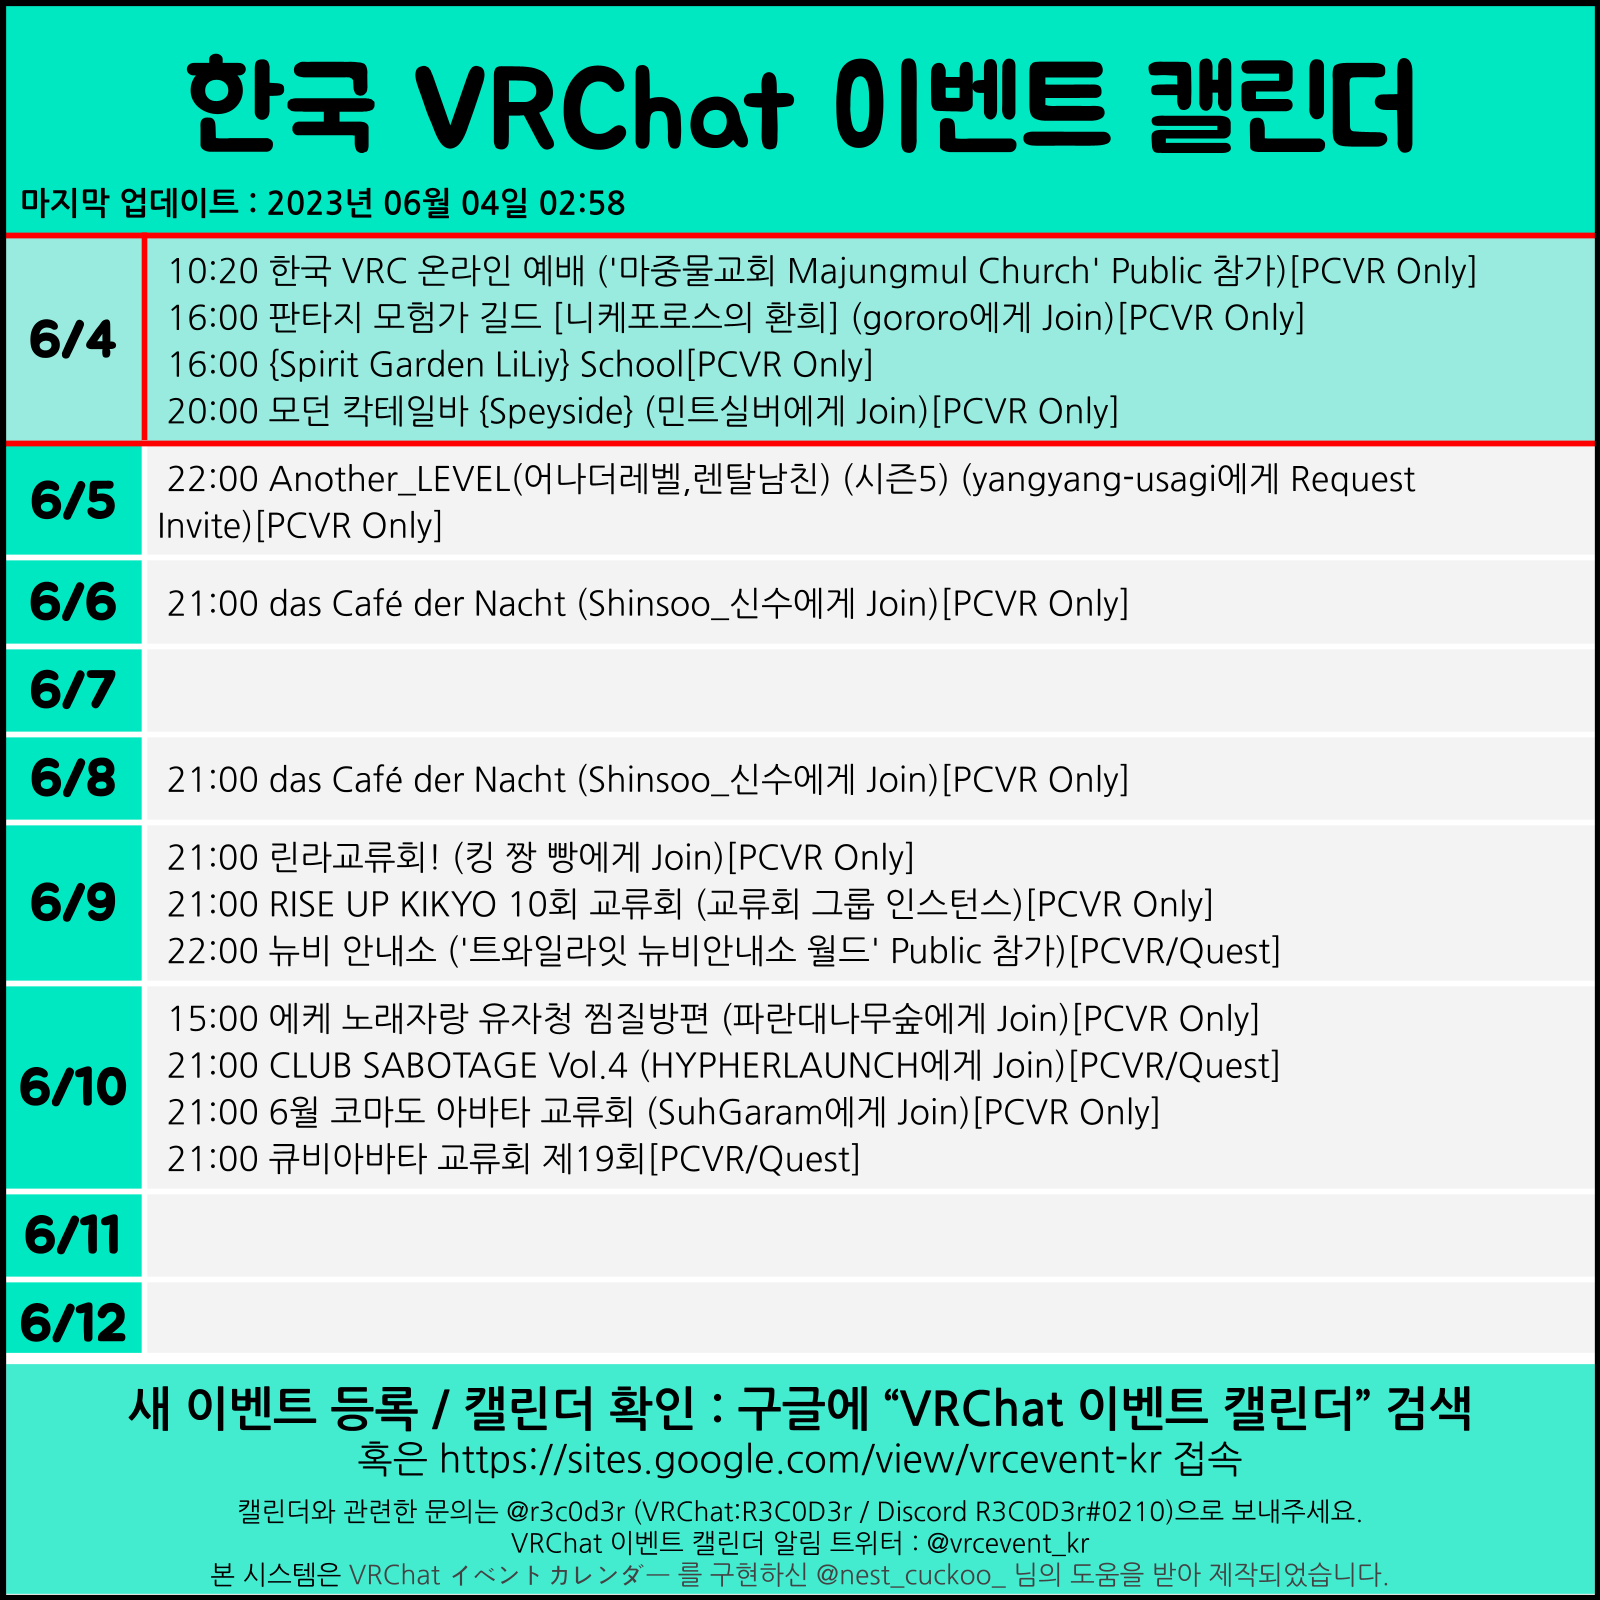 한국 VRChat 이벤트 캘린더
마지막 업데이트 : 2023년 06월 04일 02:58
6/4
10:20 한국 VRC 온라인 예배 ('마중물교회 Majungmul Church' Public 참가)[PCVR Only]
16:00 판타지 모험가 길드 [니케포로스의 환희] (gororo에게 Join)[PCVR Only]
16:00 {Spirit Garden LiLiy} School[PCVR Only]
20:00 모던 칵테일바 {Speyside} (민트실버에게 Join)[PCVR Only]
6/5
22:00 Another_LEVEL(어나더레벨,렌탈남친) (시즌5) (yangyang-usagi에게 Request
Invite)[PCVR Only]
6/6
21:00 das Café der Nacht (Shinsoo_신수에게 Join)[PCVR Only]
6/7
6/8
21:00 das Café der Nacht (Shinsoo_신수에게 Join)[PCVR Only]
6/9
21:00 린라교류회! (킹 짱 빵에게 Join)[PCVR Only]
21:00 RISE UP KIKYO 10회 교류회 (교류회 그룹 인스턴스)[PCVR Only]
22:00 뉴비 안내소 ('트와일라잇 뉴비안내소 월드' Public 참가)[PCVR/Quest]
6/10
15:00 에케 노래자랑 유자청 찜질방편 (파란대나무숲에게 Join)[PCVR Only]
21:00 CLUB SABOTAGE Vol.4 (HYPHERLAUNCH에게 Join)[PCVR/Quest]
21:00 6월 코마도 아바타 교류회 (SuhGaram에게 Join)[PCVR Only]
21:00 큐비아바타 교류회 제19회[PCVR/Quest]
6/11
6/12
새 이벤트 등록 / 캘린더 확인 : 구글에 “VRChat 이벤트 캘린더” 검색
혹은 https://sites.google.com/view/vrcevent-kr 접속
캘린더와 관련한 문의는 @r3c0d3r (VRChat:R3C0D3r / Discord R3C0D3r#0210)으로 보내주세요.
VRChat 이벤트 캘린더 알림 트위터 : @vrcevent_kr
본 시스템은 VRChat イベントカレンダー 를 구현하신 @nest_cuckoo_ 님의 도움을 받아 제작되었습니다.